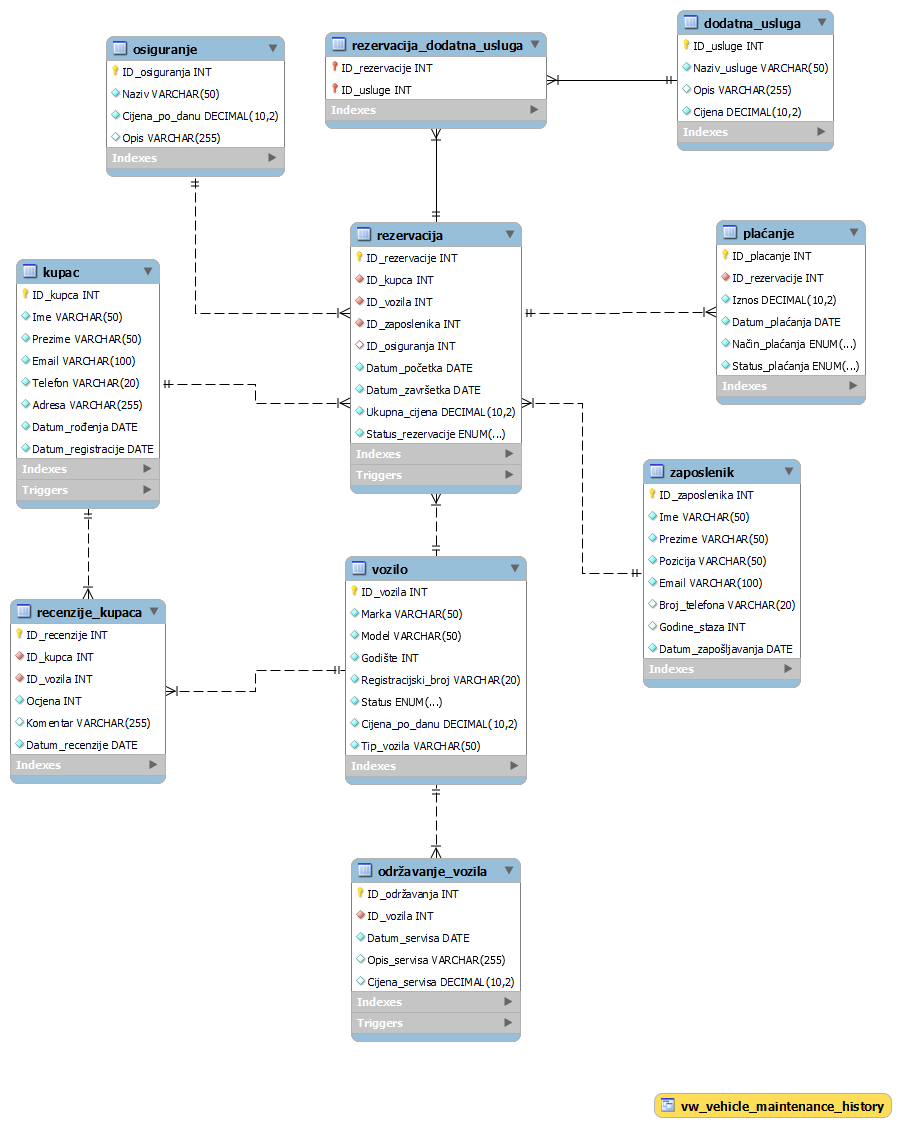 osiguranje
ID_osiguranja INT
Naziv VARCHAR(50)
Cijena_po_danu DECIMAL(10,2)
Opis VARCHAR(255)
Indexes
rezervacija_dodatna_usluga
ID_rezervacije INT
ID_usluge INT
Indexes
dodatna_usluga
ID_usluge INT
Naziv_usluge VARCHAR(50)
Opis VARCHAR(255)
Cijena DECIMAL(10,2)
Indexes
kupac
ID_kupca INT
Ime VARCHAR(50)
Prezime VARCHAR(50)
Email VARCHAR(100)
Telefon VARCHAR(20)
Adresa VARCHAR(255)
Datum_rođenja DATE
Datum_registracije DATE
Indexes
Triggers
rezervacija
ID_rezervacije INT
ID_kupca INT
ID_vozila INT
ID_zaposlenika INT
ID_osiguranja INT
Datum_početka DATE
Datum_završetka DATE
Ukupna_cijena DECIMAL(10,2)
Status_rezervacije ENUM(...)
Indexes
Triggers
plaćanje
ID_placanje INT
ID_rezervacije INT
Iznos DECIMAL(10,2)
Datum_plaćanja DATE
Način_plaćanja ENUM(...)
Status_plaćanja ENUM(...)
Indexes
zaposlenik
ID_zaposlenika INT
Ime VARCHAR(50)
Prezime VARCHAR(50)
Pozicija VARCHAR(50)
Email VARCHAR(100)
Broj_telefona VARCHAR(20)
Godine_staza INT
Datum_zapošljavanja DATE
Indexes
recenzije_kupaca
ID_recenzije INT
ID_kupca INT
ID_vozila INT
Ocjena INT
Komentar VARCHAR(255)
Datum_recenzije DATE
Indexes
vozilo
ID_vozila INT
Marka VARCHAR(50)
Model VARCHAR(50)
Godište INT
Registracijski_broj VARCHAR(20)
Status ENUM(...)
Cijena_po_danu DECIMAL(10,2)
Tip_vozila VARCHAR(50)
Indexes
održavanje_vozila
ID_održavanja INT
ID_vozila INT
Datum_servisa DATE
Opis_servisa VARCHAR(255)
Cijena_servisa DECIMAL(10,2)
Indexes
Triggers
vw_vehicle_maintenance_history